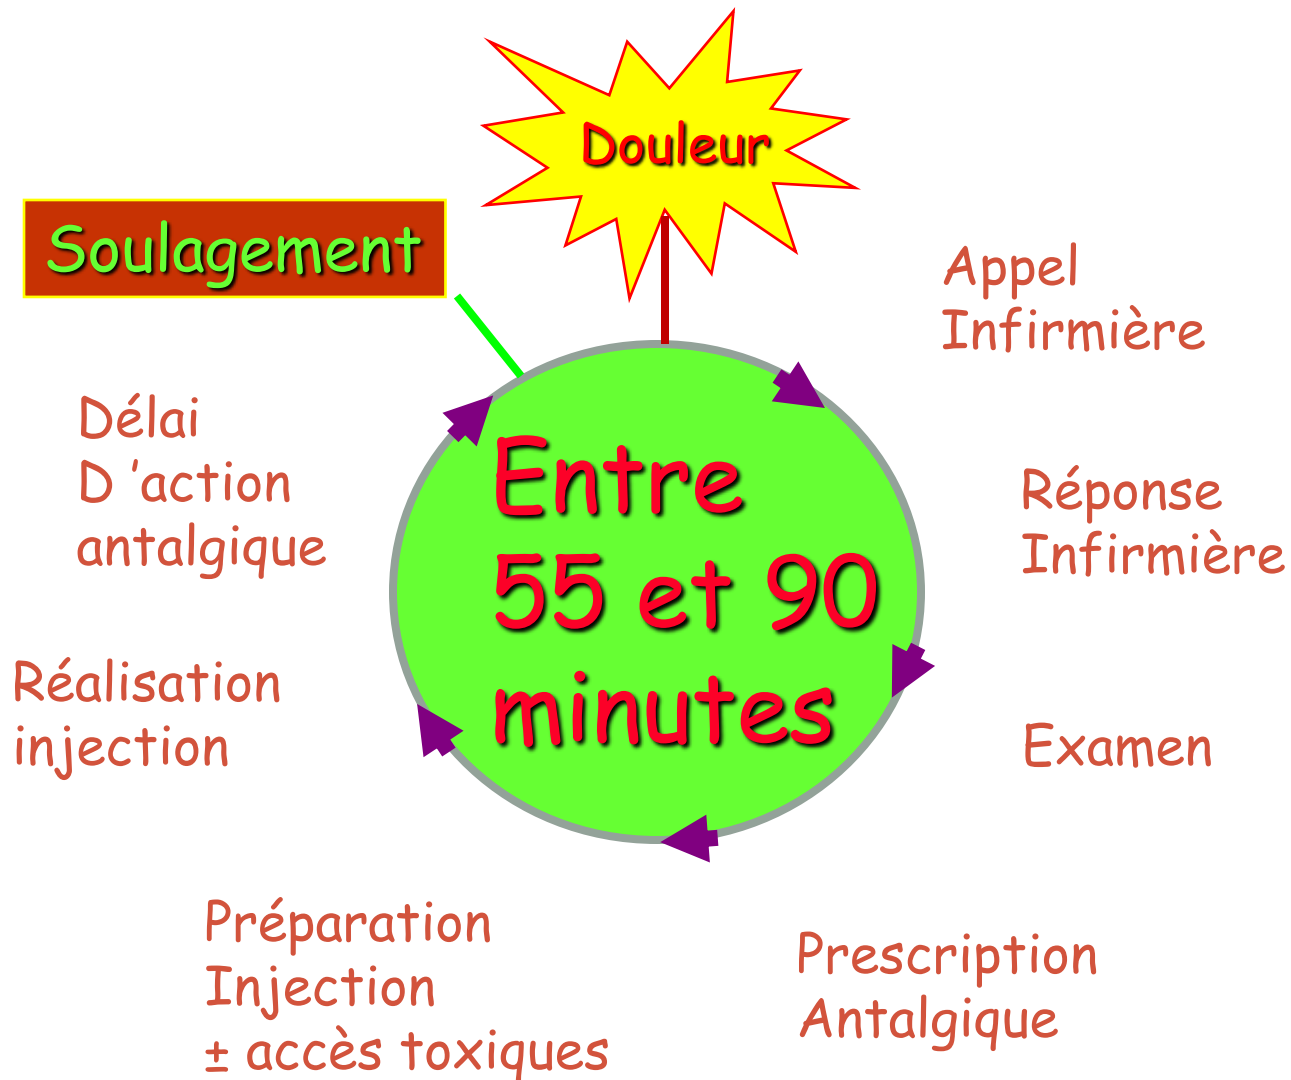 Douleur
Soulagement
Appel
Infirmière
Réponse
Infirmière
Examen
Prescription
Antalgique
Préparation
Injection
± accès toxiques
Réalisation
injection
Délai
D ’action
antalgique
Entre
55 et 90
minutes